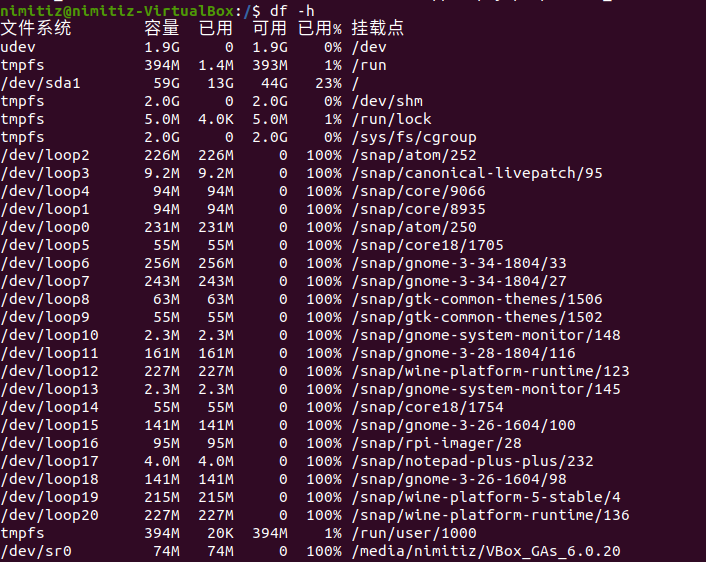 nimitiz@nimitiz-VirtualBox:/$ df -h
文件系统 容量 已用 可用 已用% 挂载点
udev 1.9G 0 1.9G 0% /dev
tmpfs 394M 1.4M 393M 1% /run
/dev/sda1 59G 13G 44G 23% /
tmpfs 2.0G 0 2.0G 0% /dev/shm
tmpfs 5.0M 4.0K 5.0M 1% /run/lock
tmpfs 2.0G 0 2.0G 0% /sys/fs/cgroup
/dev/loop2 226M 226M 0 100% /snap/atom/252
/dev/loop3 9.2M 9.2M 0 100% /snap/canonical-livepatch/95
/dev/loop4 94M 94M 0 100% /snap/core/9066
/dev/loop1 94M 94M 0 100% /snap/core/8935
/dev/loop0 231M 231M 0 100% /snap/atom/250
/dev/loop5 55M 55M 0 100% /snap/core18/1705
/dev/loop6 256M 256M 0 100% /snap/gnome-3-34-1804/33
/dev/loop7 243M 243M 0 100% /snap/gnome-3-34-1804/27
/dev/loop8 63M 63M 0 100% /snap/gtk-common-themes/1506
/dev/loop9 55M 55M 0 100% /snap/gtk-common-themes/1502
/dev/loop10 2.3M 2.3M 0 100% /snap/gnome-system-monitor/148
/dev/loop11 161M 161M 0 100% /snap/gnome-3-28-1804/116
/dev/loop12 227M 227M 0 100% /snap/wine-platform-runtime/123
/dev/loop13 2.3M 2.3M 0 100% /snap/gnome-system-monitor/145
/dev/loop14 55M 55M 0 100% /snap/core18/1754
/dev/loop15 141M 141M 0 100% /snap/gnome-3-26-1604/100
/dev/loop16 95M 95M 0 100% /snap/rpi-imager/28
/dev/loop17 4.0M 4.0M 0 100% /snap/notepad-plus-plus/232
/dev/loop18 141M 141M 0 100% /snap/gnome-3-26-1604/98
/dev/loop19 215M 215M 0 100% /snap/wine-platform-5-stable/4
/dev/loop20 227M 227M 0 100% /snap/wine-platform-runtime/136
tmpfs 394M 20K 394M 1% /run/user/1000
/dev/sr0 74M 74M 0 100% /media/nimitiz/VBox_GAs_6.0.20